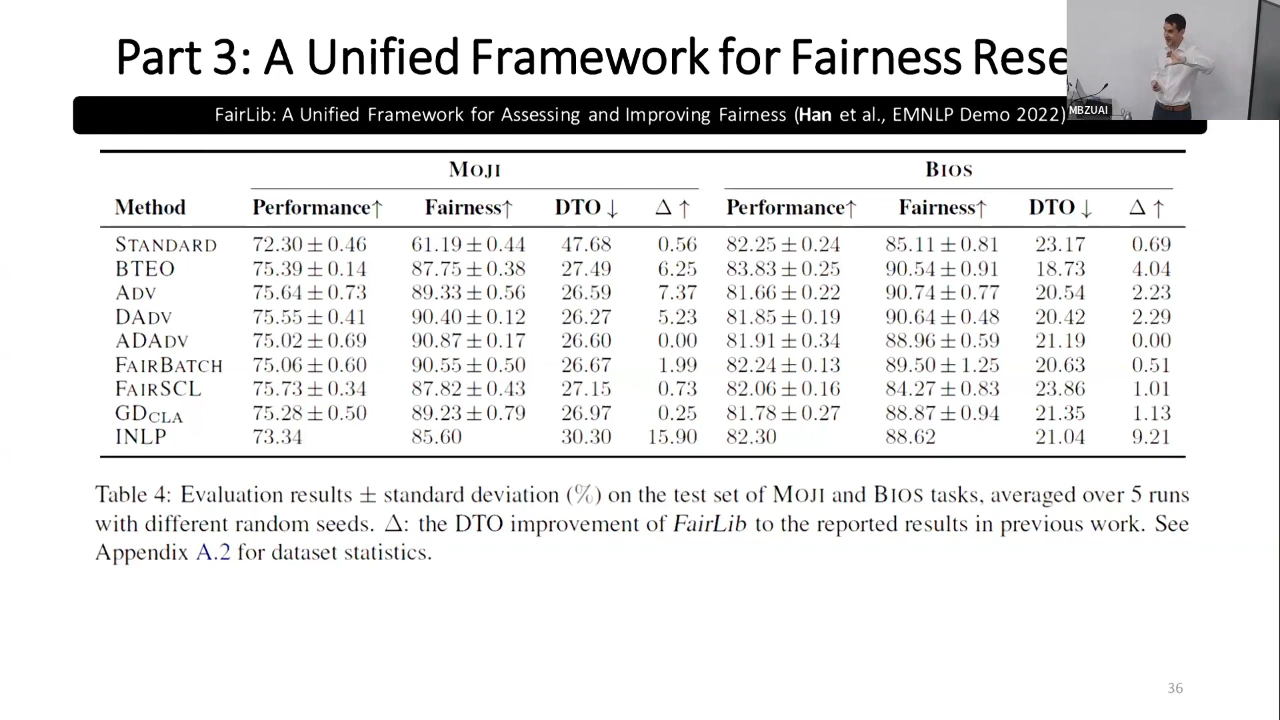 Part 3: A Unified Framework for Fairness Rese
MBZUAI
FairLib: A Unified Framework for Assessing and Improving Fairness (Han et al., EMNLP Demo 2022)
MOJI BIOS
Method Performance↑ Fairness↑ DTO↓ Δ↑ Performance↑ Fairness↑ DTO↓ Δ↑
STANDARD 72.30 ± 0.46 61.19 ± 0.44 47.68 0.56 82.25 ± 0.24 85.11 ± 0.81 23.17 0.69
BTEO 75.39 ± 0.14 87.75 ± 0.38 27.49 6.25 83.83 ± 0.25 90.54 ± 0.91 18.73 4.04
ADV 75.64 ± 0.73 89.33 ± 0.56 26.59 7.37 81.66 ± 0.22 90.74 ± 0.77 20.54 2.23
DADV 75.55 ± 0.41 90.40 ± 0.12 26.27 5.23 81.85 ± 0.19 90.64 ± 0.48 20.42 2.29
ADADV 75.02 ± 0.69 90.87 ± 0.17 26.60 0.00 81.91 ± 0.34 88.96 ± 0.59 21.19 0.00
FAIRBATCH 75.06 ± 0.60 90.55 ± 0.50 26.67 1.99 82.24 ± 0.13 89.50 ± 1.25 20.63 0.51
FAIRSCL 75.73 ± 0.34 87.82 ± 0.43 27.15 0.73 82.06 ± 0.16 84.27 ± 0.83 23.86 1.01
GDCLA 75.28 ± 0.50 89.23 ± 0.79 26.97 0.25 81.78 ± 0.27 88.87 ± 0.94 21.35 1.13
INLP 73.34 85.60 30.30 15.90 82.30 88.62 21.04 9.21
Table 4: Evaluation results ± standard deviation (%) on the test set of MOJI and BIOS tasks, averaged over 5 runs
with different random seeds. Δ: the DTO improvement of FairLib to the reported results in previous work. See
Appendix A.2 for dataset statistics.
36